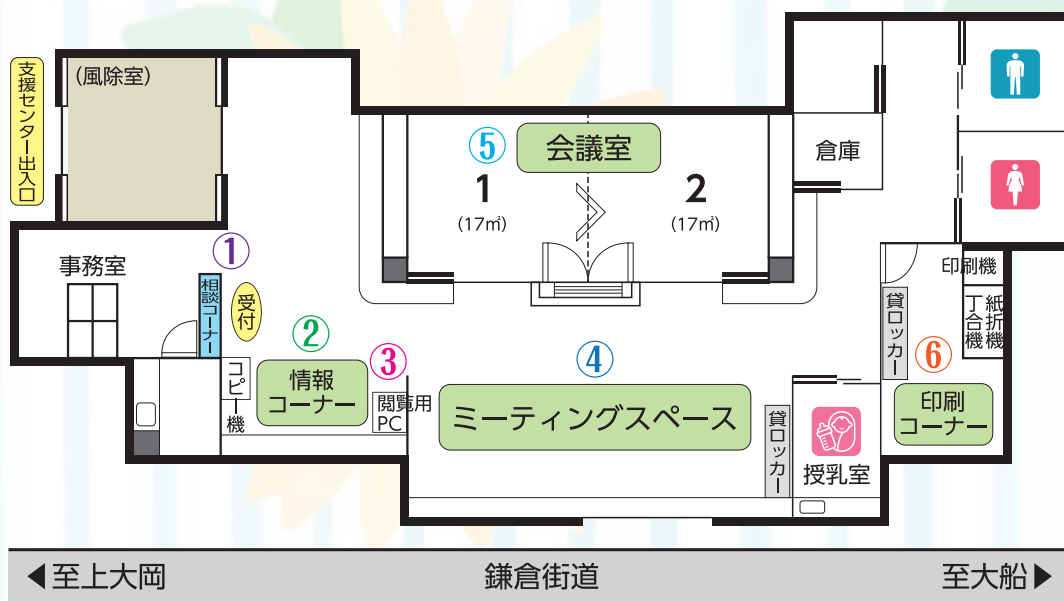 支援センター出入口
(風除室)
⑤
会議室
1
(17㎡)
2
(17㎡)
倉庫
事務室
①
相談コーナー
受付
②
情報
コーナー
③
閲覧用
PC
コピー機
④
ミーティングスペース
貸ロッカー
授乳室
貸ロッカー
印刷機
丁合機
紙折機
⑥
印刷
コーナー
◀至上大岡
鎌倉街道
至大船▶